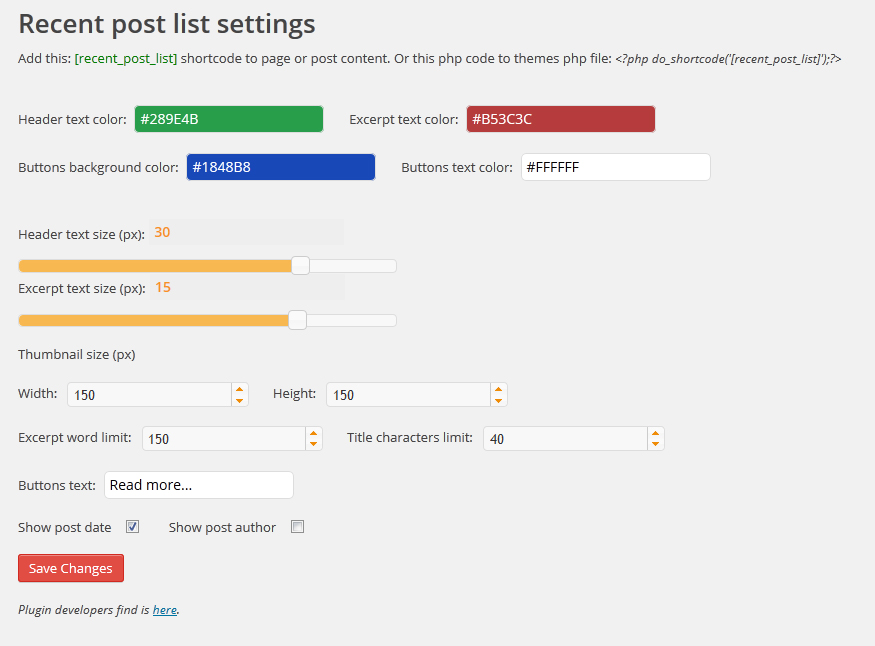 Recent post list settings
Add this: [recent_post_list] shortcode to page or post content. Or this php code to themes php file: <?php do_shortcode('[recent_post_list]');?>
Header text color: #289E4B Excerpt text color: #B53C3C
Buttons background color: #1848B8 Buttons text color: #FFFFFF
Header text size (px): 30
Excerpt text size (px): 15
Thumbnail size (px)
Width: 150 Height: 150
Excerpt word limit: 150 Title characters limit: 40
Buttons text: Read more...
Show post date Show post author
Save Changes
Plugin developers find is here.